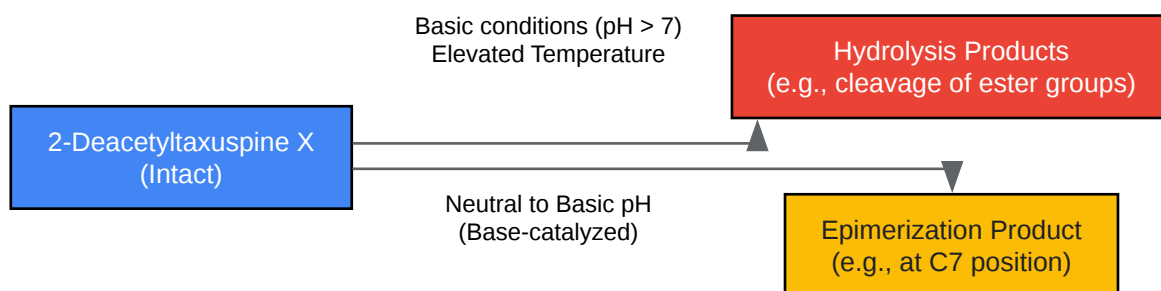 Basic conditions (pH > 7)
Elevated Temperature
Hydrolysis Products
(e.g., cleavage of ester groups)
2-Deacetyltaxuspine X
(Intact)
Neutral to Basic pH
(Base-catalyzed)
Epimerization Product
(e.g., at C7 position)